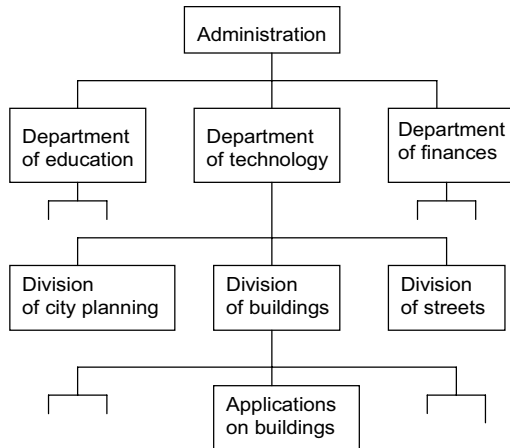 Administration
Department
of education
Department
of technology
Department
of finances
Division
of city planning
Division
of buildings
Division
of streets
Applications
on buildings